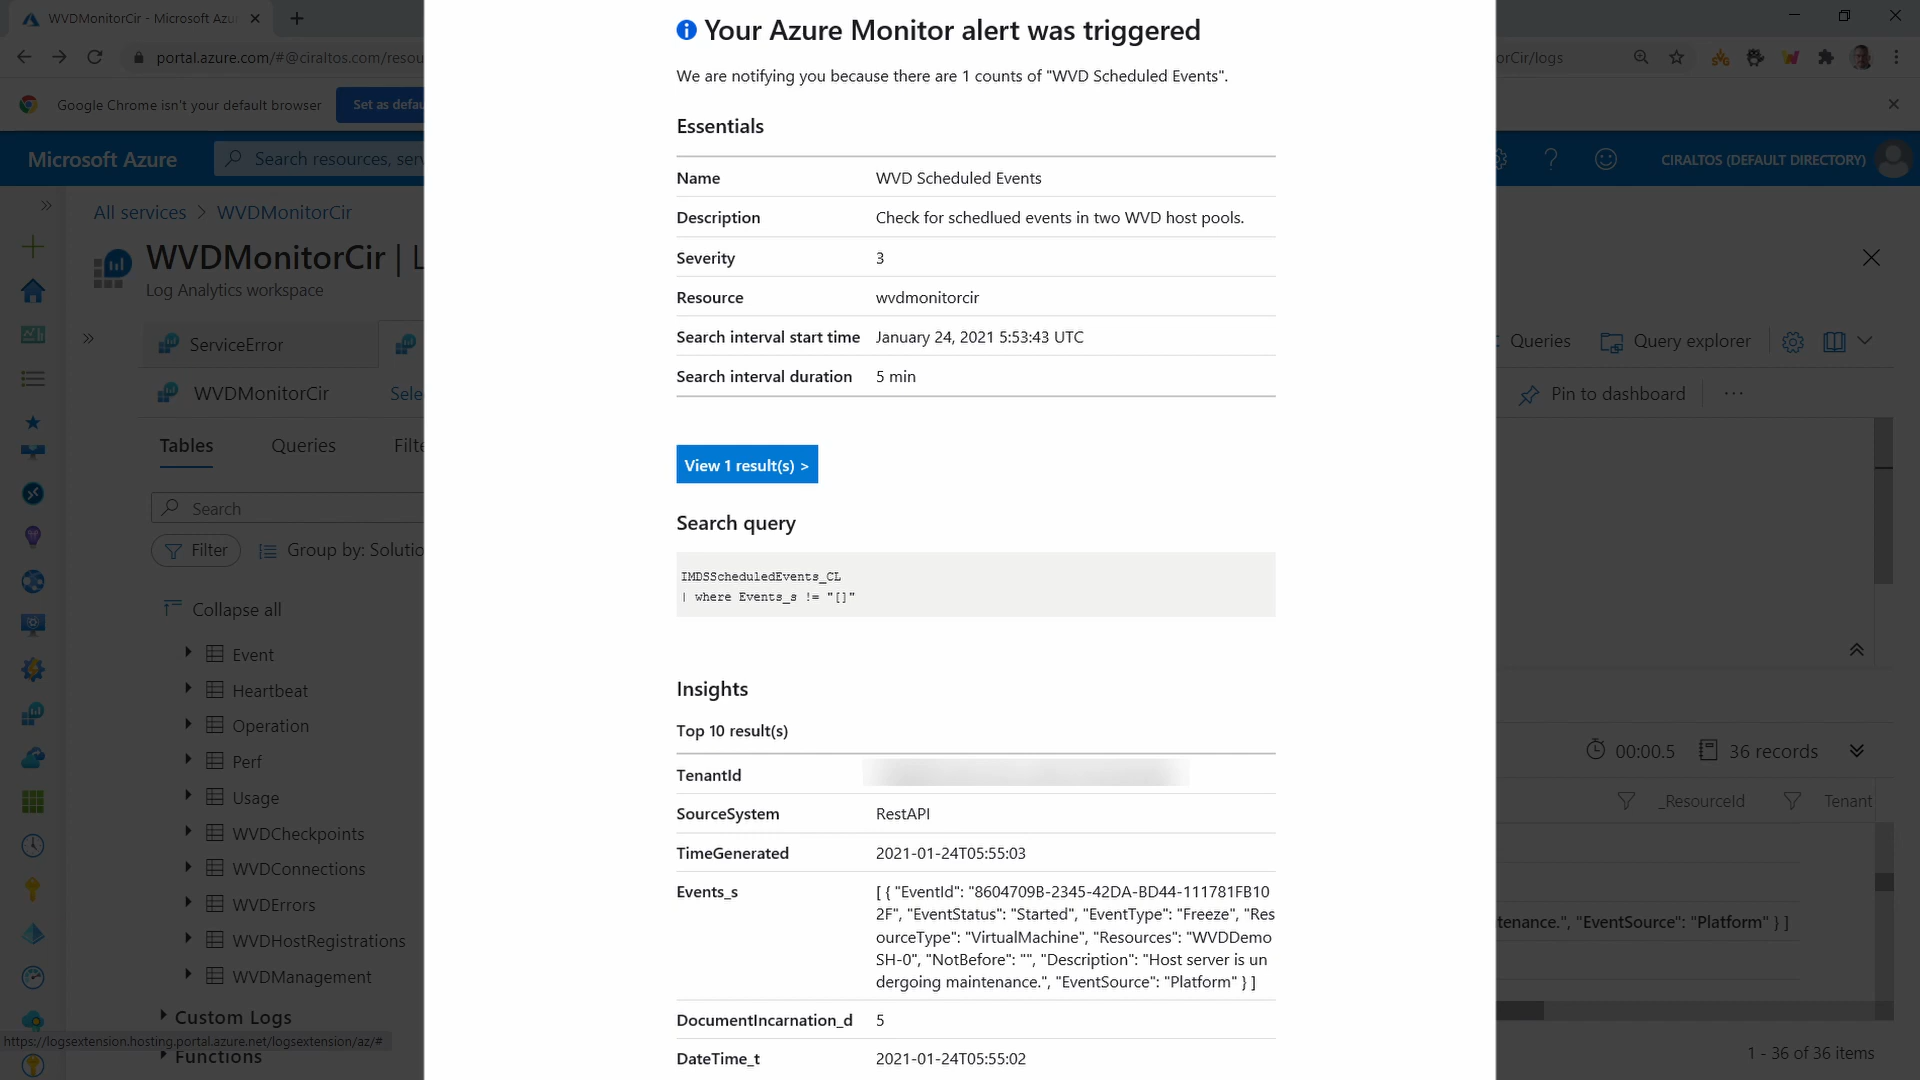 WVDMonitorCir - Microsoft Azu
portal.azure.com/#@ciraltos.com/resou
orCir/logs
Google Chrome isn't your default browser
Set as defau
Microsoft Azure
Search resources, serv
CIRALTOS (DEFAULT DIRECTORY)
All services > WVDMonitorCir
WVDMonitorCir | L
Log Analytics workspace
ServiceError
WVDMonitorCir
Sele
Tables
Queries
Filte
Search
Filter
Group by: Solutio
Collapse all
Event
Heartbeat
Operation
Perf
Usage
WVDCheckpoints
WVDConnections
WVDErrors
WVDHostRegistrations
WVDManagement
Custom Logs
https://logsextension.hosting.portal.azure.net/logsextension/az/#
Functions
Your Azure Monitor alert was triggered
We are notifying you because there are 1 counts of "WVD Scheduled Events".
Essentials
Name WVD Scheduled Events
Description Check for schedlued events in two WVD host pools.
Severity 3
Resource wvdmonitorcir
Search interval start time January 24, 2021 5:53:43 UTC
Search interval duration 5 min
View 1 result(s) >
Search query
IMDSScheduledEvents_CL
| where Events_s != "[]"
Insights
Top 10 result(s)
TenantId
SourceSystem RestAPI
TimeGenerated 2021-01-24T05:55:03
Events_s [ { "EventId": "8604709B-2345-42DA-BD44-111781FB10
2F", "EventStatus": "Started", "EventType": "Freeze", "Res
ourceType": "VirtualMachine", "Resources": "WVDDemo
SH-0", "NotBefore": "", "Description": "Host server is un
dergoing maintenance.", "EventSource": "Platform" } ]
DocumentIncarnation_d 5
DateTime_t 2021-01-24T05:55:02
Queries
Query explorer
Pin to dashboard
...
00:00.5
36 records
_ResourceId
Tenant
tenance.", "EventSource": "Platform" } ]
1 - 36 of 36 items